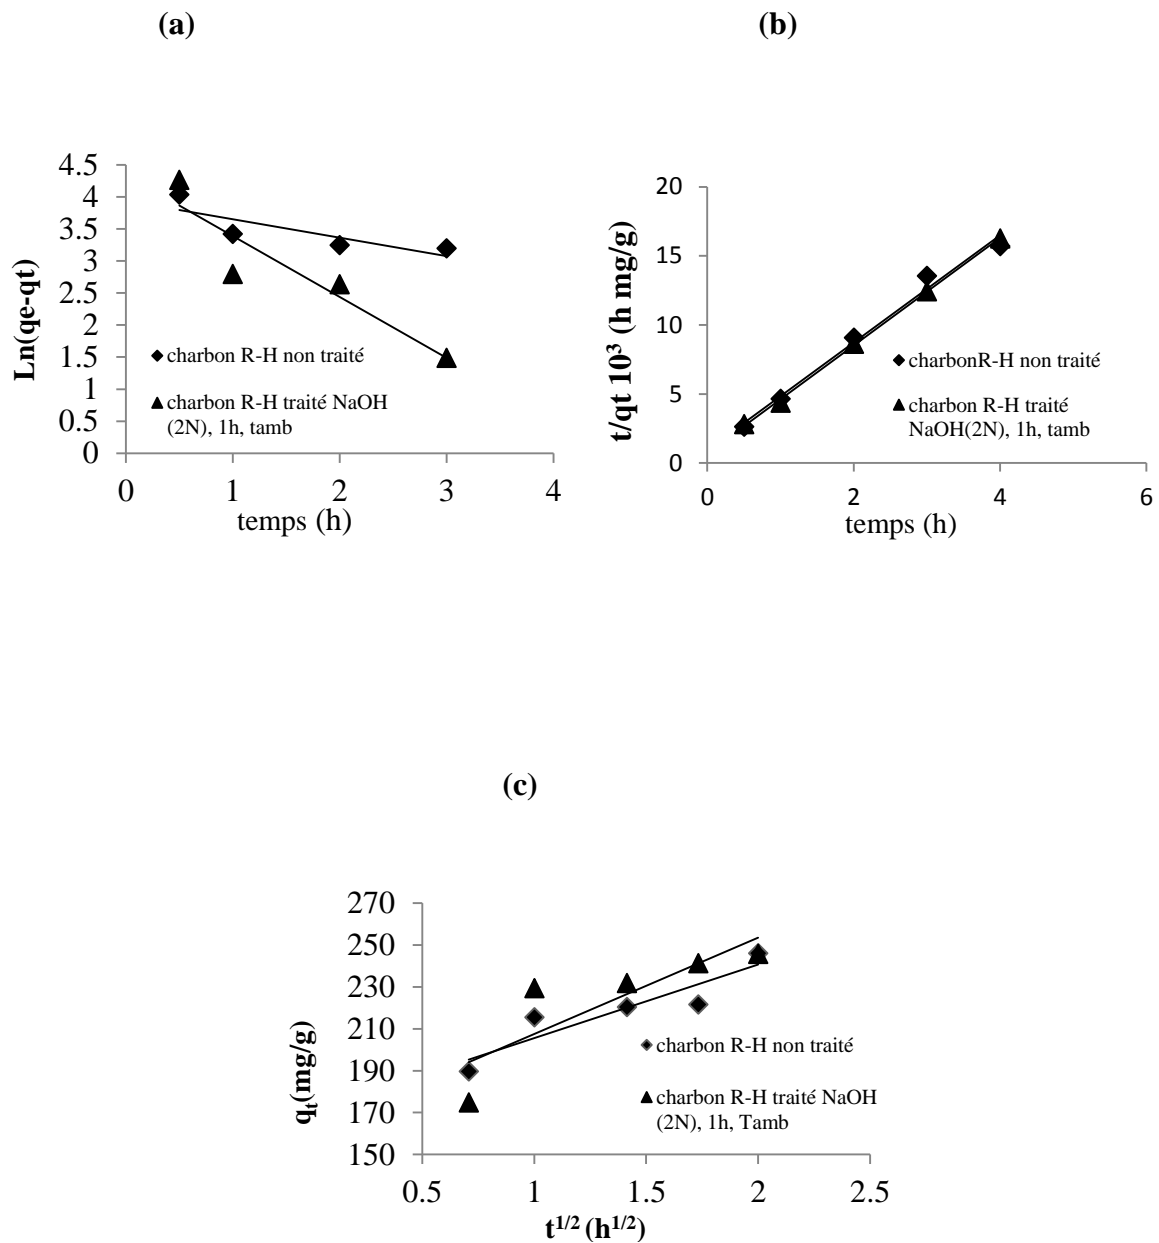 (a)
(b)
4.5
4
3.5
3
2.5
2
1.5
1
0.5
0
Ln(qe-qt)
charbon R-H non traité
charbon R-H traité NaOH
(2N), 1h, tamb
0
1
2
3
4
temps (h)
20
15
10
5
0
t/qt 10³ (h mg/g)
charbonR-H non traité
charbon R-H traité
NaOH(2N), 1h, tamb
0
2
4
6
temps (h)
(c)
270
250
230
210
190
170
150
qₜ(mg/g)
charbon R-H non traité
charbon R-H traité NaOH
(2N), 1h, Tamb
0.5
1
1.5
2
2.5
t^{1/2} (h^{1/2})